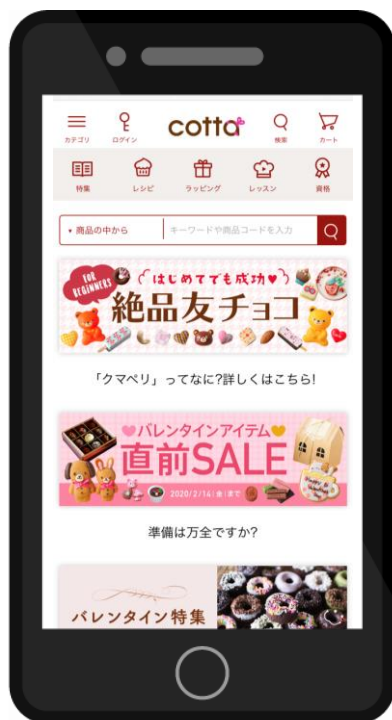 cotta
カテゴリ
ログイン
検索
カート
特集
レシピ
ラッピング
レッスン
資格
商品の中から
キーワードや商品コードを入力
FOR BEGINNERS
はじめてでも成功♥
絶品友チョコ
「クマペリ」ってなに?詳しくはこちら!
バレンタインアイテム
直前SALE
2020/2/14(金)まで
準備は万全ですか?
バレンタイン特集